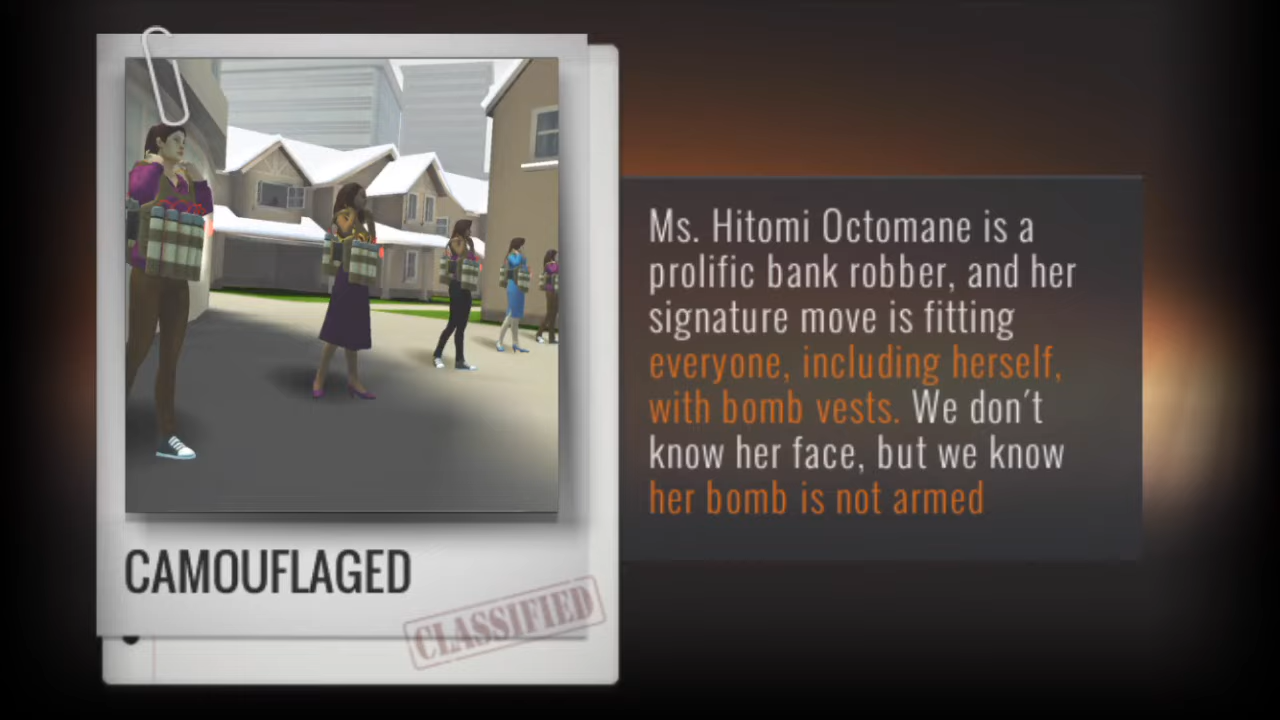 Ms. Hitomi Octomane is a
prolific bank robber, and her
signature move is fitting
everyone, including herself,
with bomb vests. We don´t
know her face, but we know
her bomb is not armed
CAMOUFLAGED
CLASSIFIED